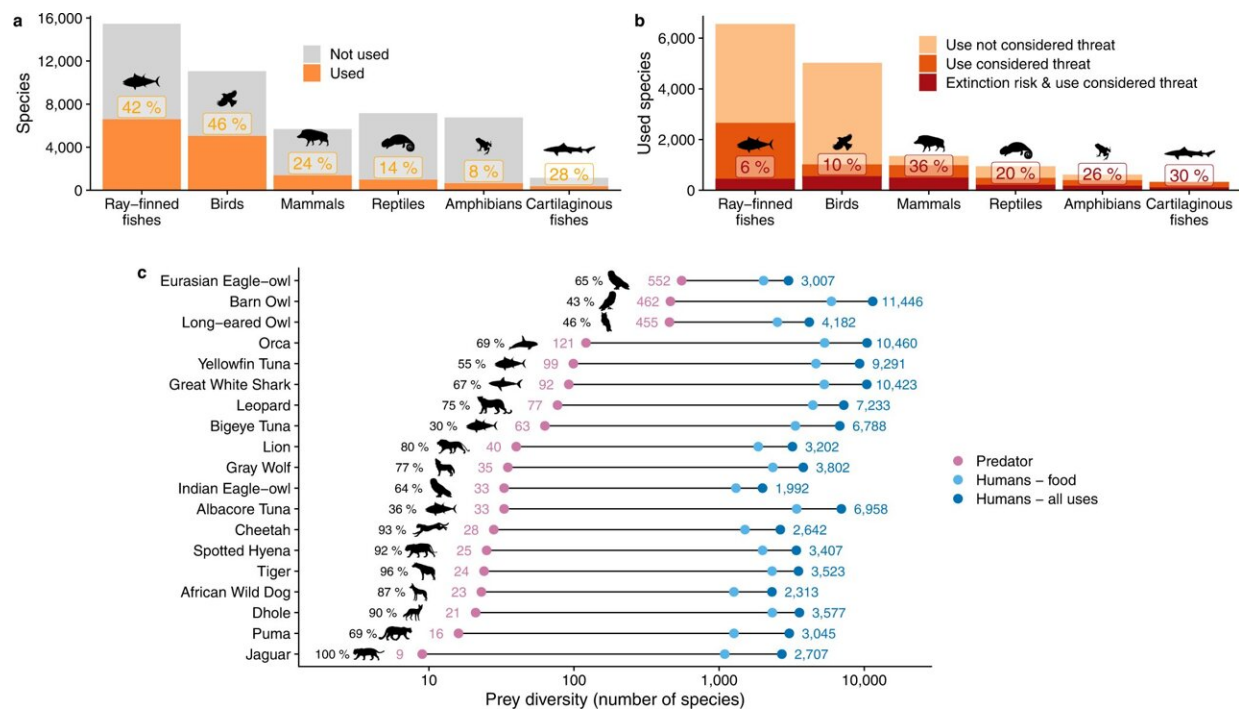 a
16,000
12,000
8,000
4,000
0
Species
Not used
Used
42 %
46 %
24 %
14 %
8 %
28 %
Ray−finned
fishes
Birds
Mammals
Reptiles
Amphibians
Cartilaginous
fishes
b
6,000
4,000
2,000
0
Used species
Use not considered threat
Use considered threat
Extinction risk & use considered threat
6 %
10 %
36 %
20 %
26 %
30 %
Ray−finned
fishes
Birds
Mammals
Reptiles
Amphibians
Cartilaginous
fishes
c
Eurasian Eagle−owl 65 % 552 3,007
Barn Owl 43 % 462 11,446
Long−eared Owl 46 % 455 4,182
Orca 69 % 121 10,460
Yellowfin Tuna 55 % 99 9,291
Great White Shark 67 % 92 10,423
Leopard 75 % 77 7,233
Bigeye Tuna 30 % 63 6,788
Lion 80 % 40 3,202
Gray Wolf 77 % 35 3,802
Indian Eagle−owl 64 % 33 1,992
Albacore Tuna 36 % 33 6,958
Cheetah 93 % 28 2,642
Spotted Hyena 92 % 25 3,407
Tiger 96 % 24 3,523
African Wild Dog 87 % 23 2,313
Dhole 90 % 21 3,577
Puma 69 % 16 3,045
Jaguar 100 % 9 2,707
10 100 1,000 10,000
Prey diversity (number of species)
Predator
Humans − food
Humans − all uses